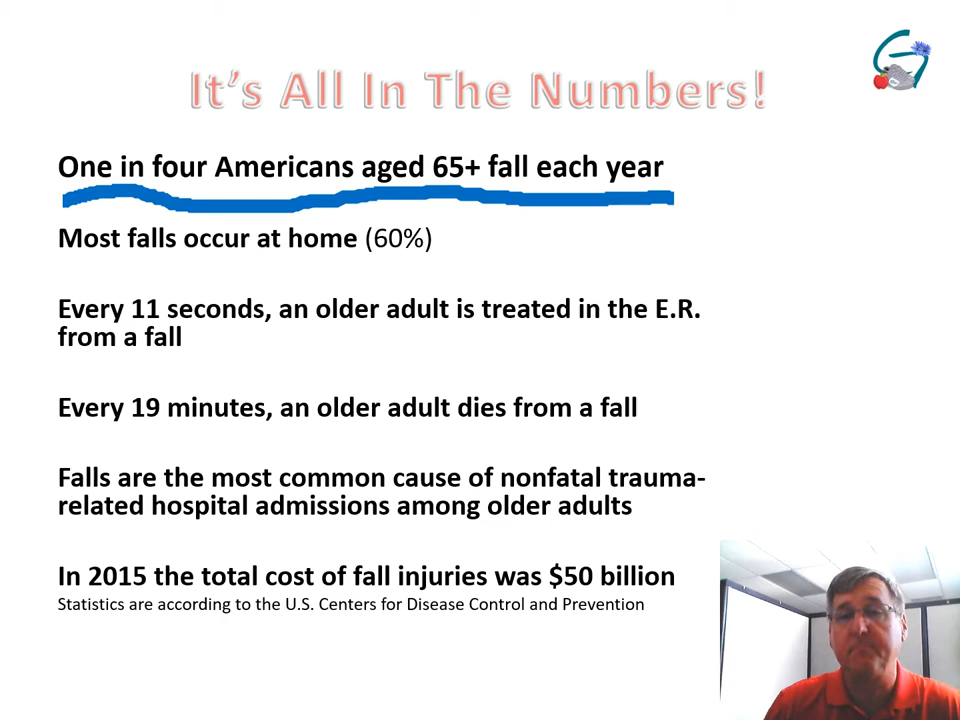 It's All In The Numbers!
One in four Americans aged 65+ fall each year
Most falls occur at home (60%)
Every 11 seconds, an older adult is treated in the E.R.
from a fall
Every 19 minutes, an older adult dies from a fall
Falls are the most common cause of nonfatal trauma-
related hospital admissions among older adults
In 2015 the total cost of fall injuries was $50 billion
Statistics are according to the U.S. Centers for Disease Control and Prevention